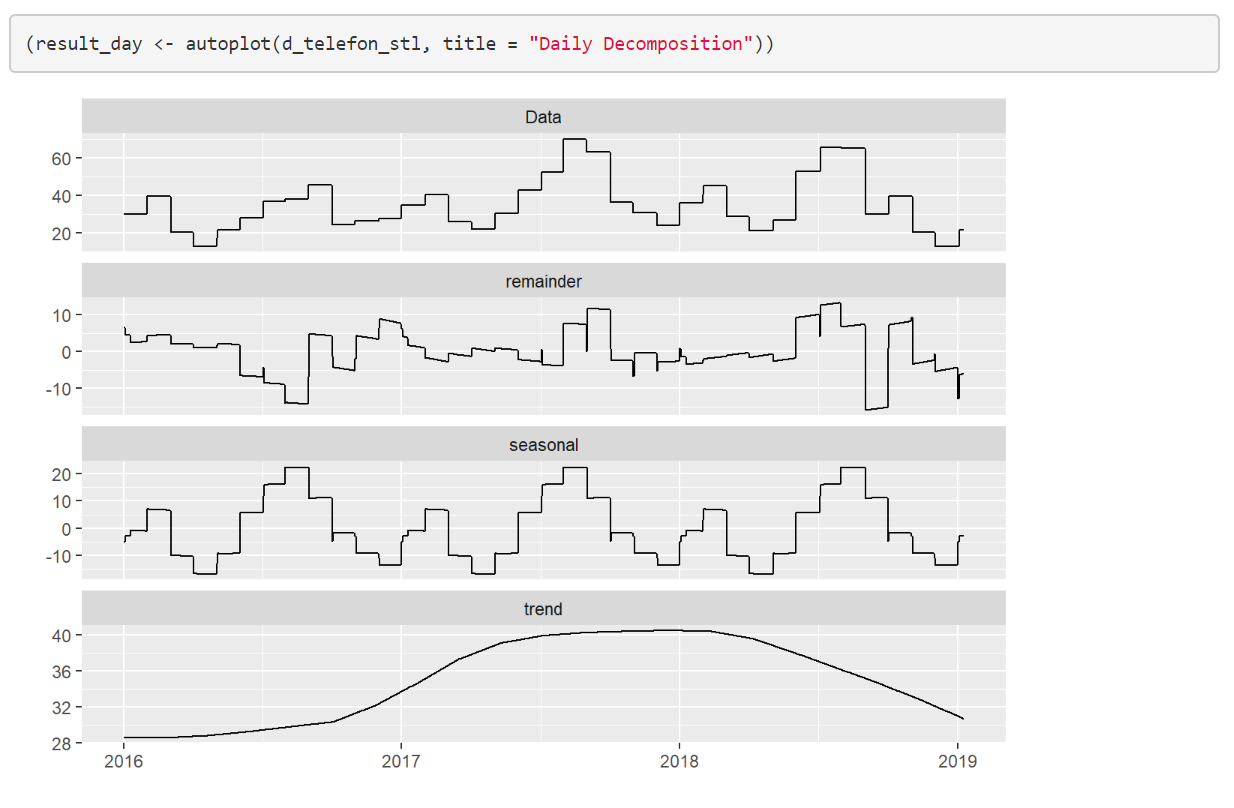 (result_day <- autoplot(d_telefon_stl, title = "Daily Decomposition"))
Data
60
40
20
remainder
10
0
-10
seasonal
20
10
0
-10
trend
40
36
32
28
2016 2017 2018 2019